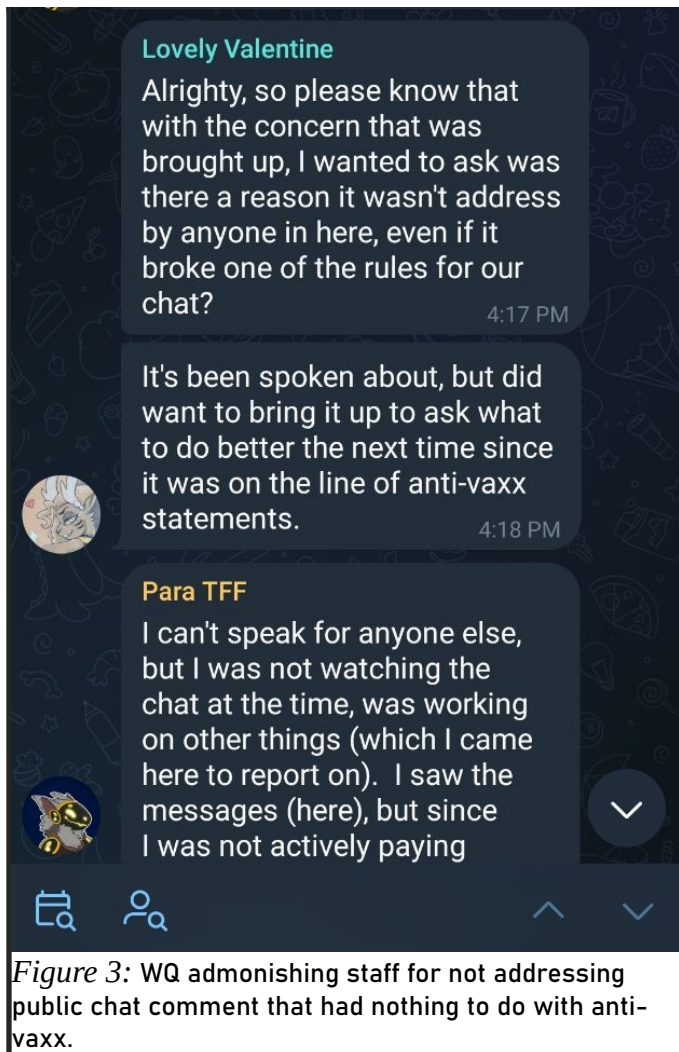 Lovely Valentine
Alrighty, so please know that
with the concern that was
brought up, I wanted to ask was
there a reason it wasn't address
by anyone in here, even if it
broke one of the rules for our
chat?
4:17 PM
It's been spoken about, but did
want to bring it up to ask what
to do better the next time since
it was on the line of anti-vaxx
statements.
4:18 PM
Para TFF
I can't speak for anyone else,
but I was not watching the
chat at the time, was working
on other things (which I came
here to report on).  I saw the
messages (here), but since
I was not actively paying
Figure 3: WQ admonishing staff for not addressing
public chat comment that had nothing to do with anti-
vaxx.